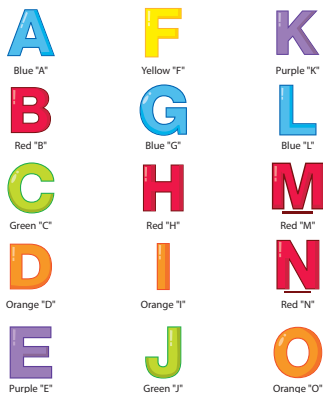 A F K
Blue "A" Yellow "F" Purple "K"
B G L
Red "B" Blue "G" Blue "L"
C H M
Green "C" Red "H" Red "M"
D I N
Orange "D" Orange "I" Red "N"
E J O
Purple "E" Green "J" Orange "O"